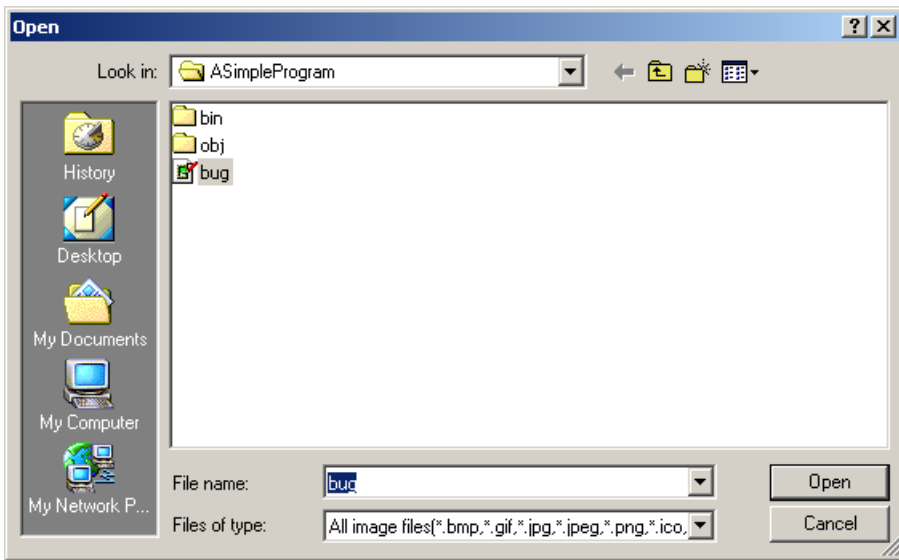 Open
Look in: ASimpleProgram
bin
obj
bug
History
Desktop
My Documents
My Computer
My Network P...
File name: bug Open
Files of type: All image files(*.bmp,*.gif,*.jpg,*.jpeg,*.png,*.ico, Cancel